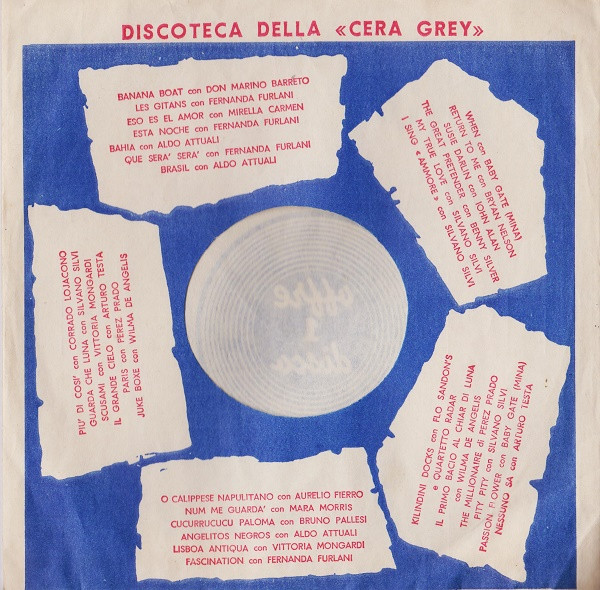 DISCOTECA DELLA «CERA GREY»
BANANA BOAT con DON MARINO BARRÉTO
LES GITANS con FERNANDA FURLANI
ESO ES EL AMOR con MIRELLA CARMEN
ESTA NOCHE con FERNANDA FURLANI
BAHIA con ALDO ATTUALI
QUE SERA' SERA' con FERNANDA FURLANI
BRASIL con ALDO ATTUALI
WHEN con BABY GATE (MINA)
RETURN TO ME con BRYAN NELSON
SUSIE DARLIN con JOHN ALAN
THE GREAT PRETENDER con BENNY SILVER
MY TRUE LOVE con SILVANO SILVI
I SING «AMMORE» con SILVANO SILVI
PIU' DI COSI' con CORRADO LOJACONO
GUARDA CHE LUNA con SILVANO SILVI
SCUSAMI con VITTORIA MONGARDI
IL GRANDE CIELO con ARTURO TESTA
PARIS con PEREZ PRADO
JUKE BOXE con WILMA DE ANGELIS
offre
1
disco
KILINDINI DOCKS con FLO SANDON'S
e QUARTETTO RADAR
IL PRIMO BACIO AL CHIAR DI LUNA
con WILMA DE ANGELIS
THE MILLIONAIRE di PEREZ PRADO
PITY PITY con SILVANO SILVI
PASSION FLOWER con BABY GATE (MINA)
NESSUNO SA con ARTURO TESTA
O CALIPPESE NAPULITANO con AURELIO FIERRO
NUM ME GUARDA' con MARA MORRIS
CUCURRUCUCU PALOMA con BRUNO PALLESI
ANGELITOS NEGROS con ALDO ATTUALI
LISBOA ANTIQUA con VITTORIA MONGARDI
FASCINATION con FERNANDA FURLANI